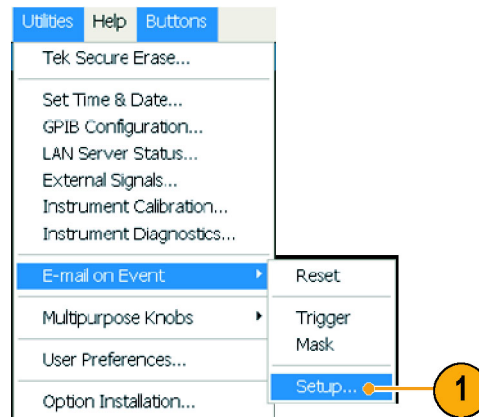 Utilities Help Buttons
Tek Secure Erase...
Set Time & Date...
GPIB Configuration...
LAN Server Status...
External Signals...
Instrument Calibration...
Instrument Diagnostics...
E-mail on Event
Reset
Multipurpose Knobs
Trigger
Mask
User Preferences...
Setup...
1
Option Installation...